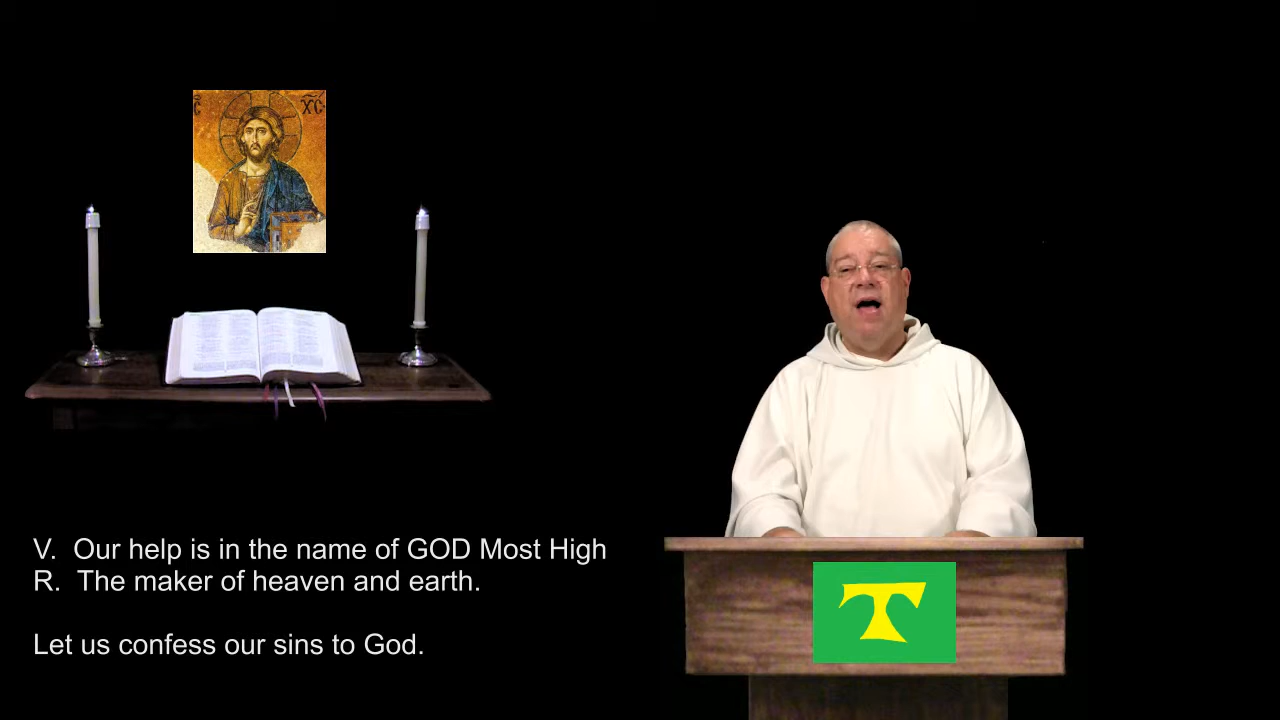 XC
V.  Our help is in the name of GOD Most High
R.  The maker of heaven and earth.
Let us confess our sins to God.
T